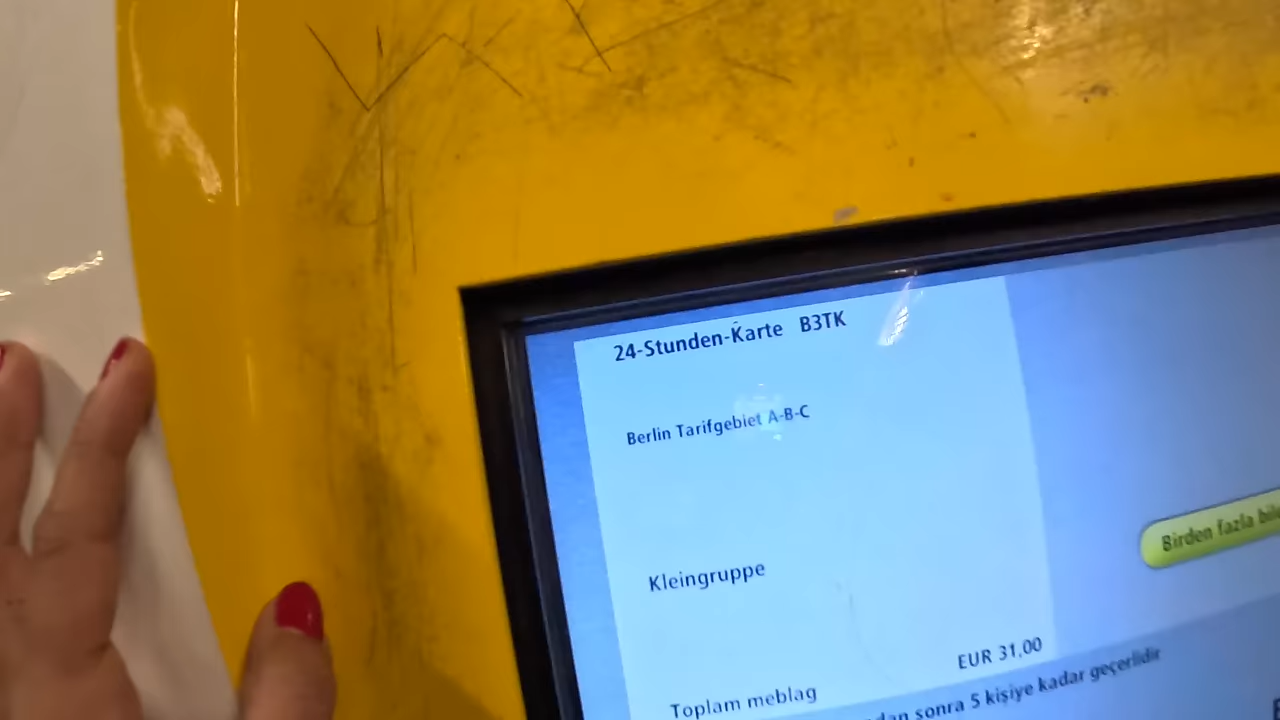 24-Stunden-Karte B3TK
Berlin Tarifgebiet A-B-C
Birden fazla
Kleingruppe
EUR 31,00
Toplam meblag
sonra 5 kişiye kadar geçerlidir